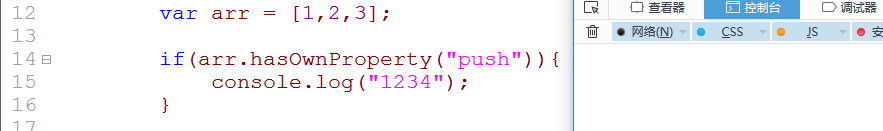 12 var arr = [1,2,3];
13
14 if(arr.hasOwnProperty("push")){
15 console.log("1234");
16 }
17
查看器 控制台 调试器
网络(N) CSS JS 安